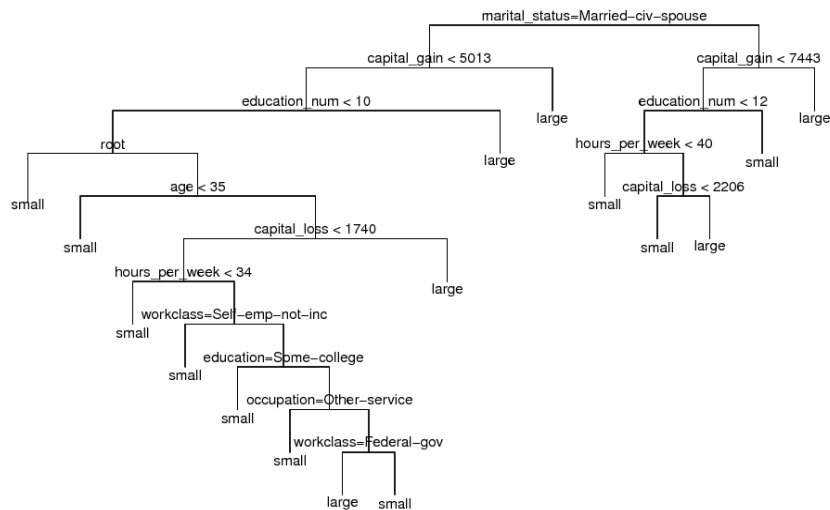 marital_status=Married-civ-spouse
capital_gain < 5013
capital_gain < 7443
education_num < 10
large
education_num < 12
large
root
large
hours_per_week < 40
small
small
age < 35
small
capital_loss < 2206
small
capital_loss < 1740
small
large
hours_per_week < 34
large
small
workclass=Self-emp-not-inc
small
education=Some-college
small
occupation=Other-service
small
workclass=Federal-gov
large
small